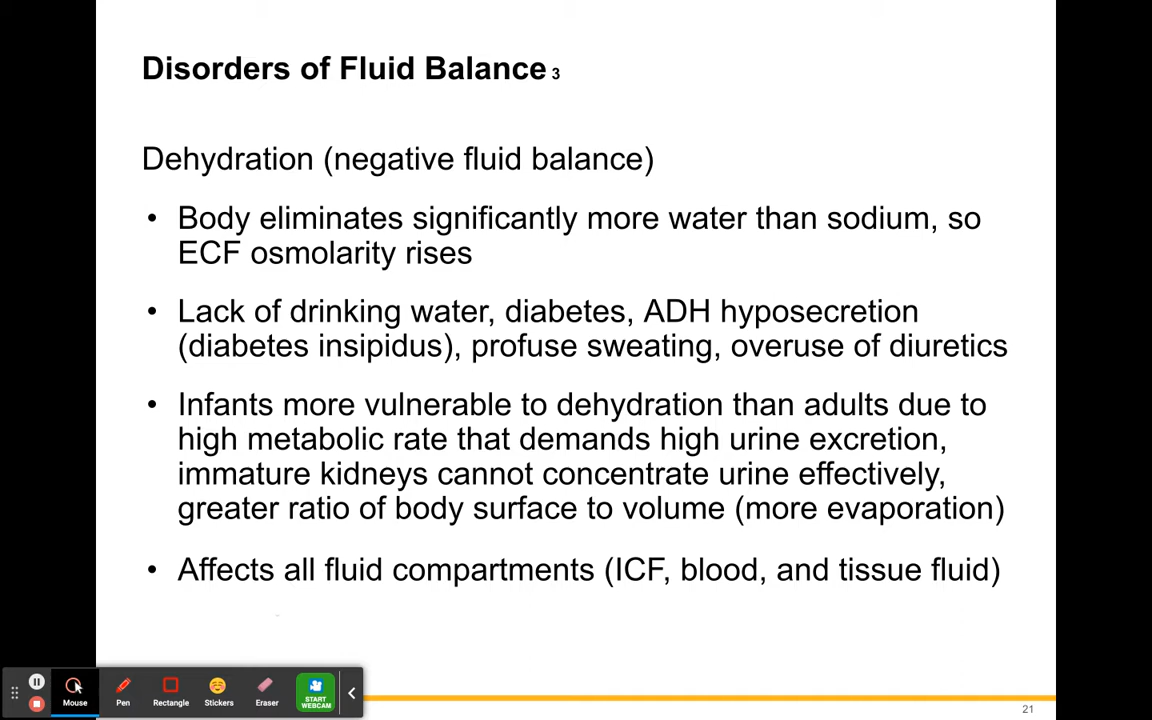 Disorders of Fluid Balance 3
Dehydration (negative fluid balance)
• Body eliminates significantly more water than sodium, so
ECF osmolarity rises
• Lack of drinking water, diabetes, ADH hyposecretion
(diabetes insipidus), profuse sweating, overuse of diuretics
• Infants more vulnerable to dehydration than adults due to
high metabolic rate that demands high urine excretion,
immature kidneys cannot concentrate urine effectively,
greater ratio of body surface to volume (more evaporation)
• Affects all fluid compartments (ICF, blood, and tissue fluid)
Mouse Pen Rectangle Stickers Eraser START
WEBCAM
21